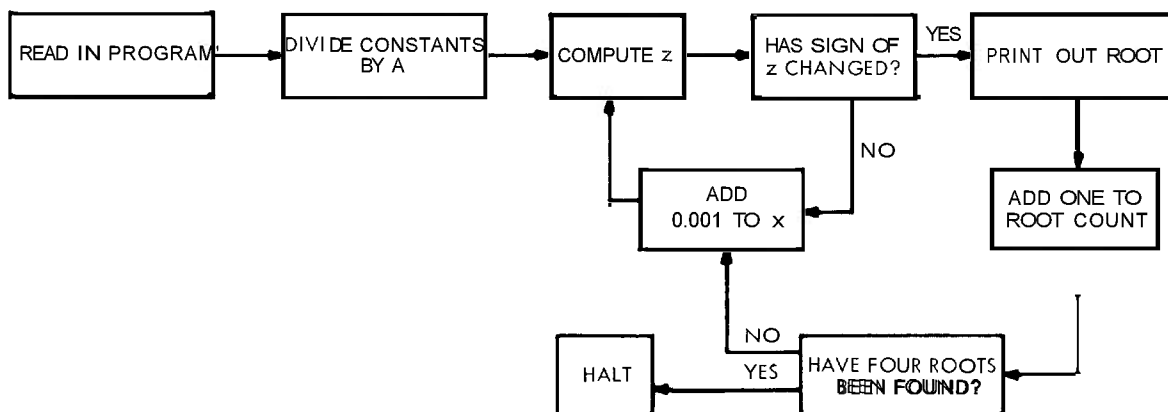 READ IN PROGRAM'
DIVIDE CONSTANTS
BY A
COMPUTE z
HAS SIGN OF
z CHANGED?
YES
PRINT OUT ROOT
NO
ADD
0.001 TO x
ADD ONE TO
ROOT COUNT
NO
YES
HALT
HAVE FOUR ROOTS
BEEN FOUND?